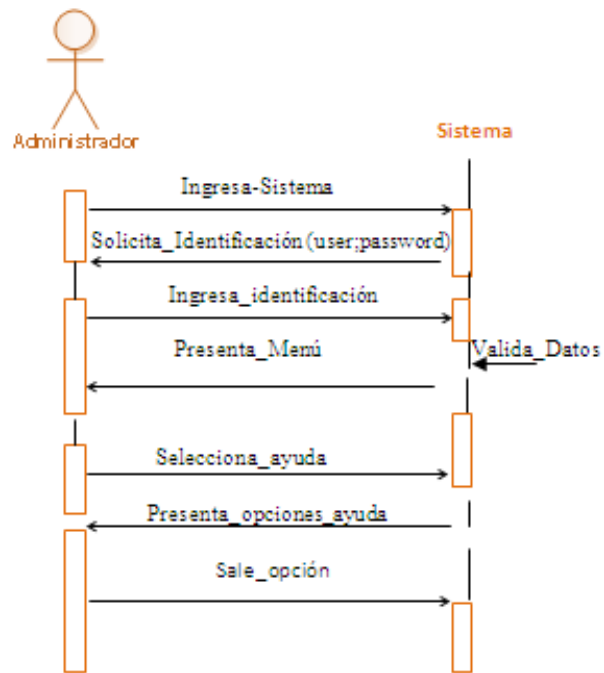 Administrador
Sistema
Ingresa-Sistema
Solicita_Identificación(user;password)
Ingresa_identificación
Presenta_Menú
Valida_Datos
Selecciona_ayuda
Presenta_opciones_ayuda
Sale_opción